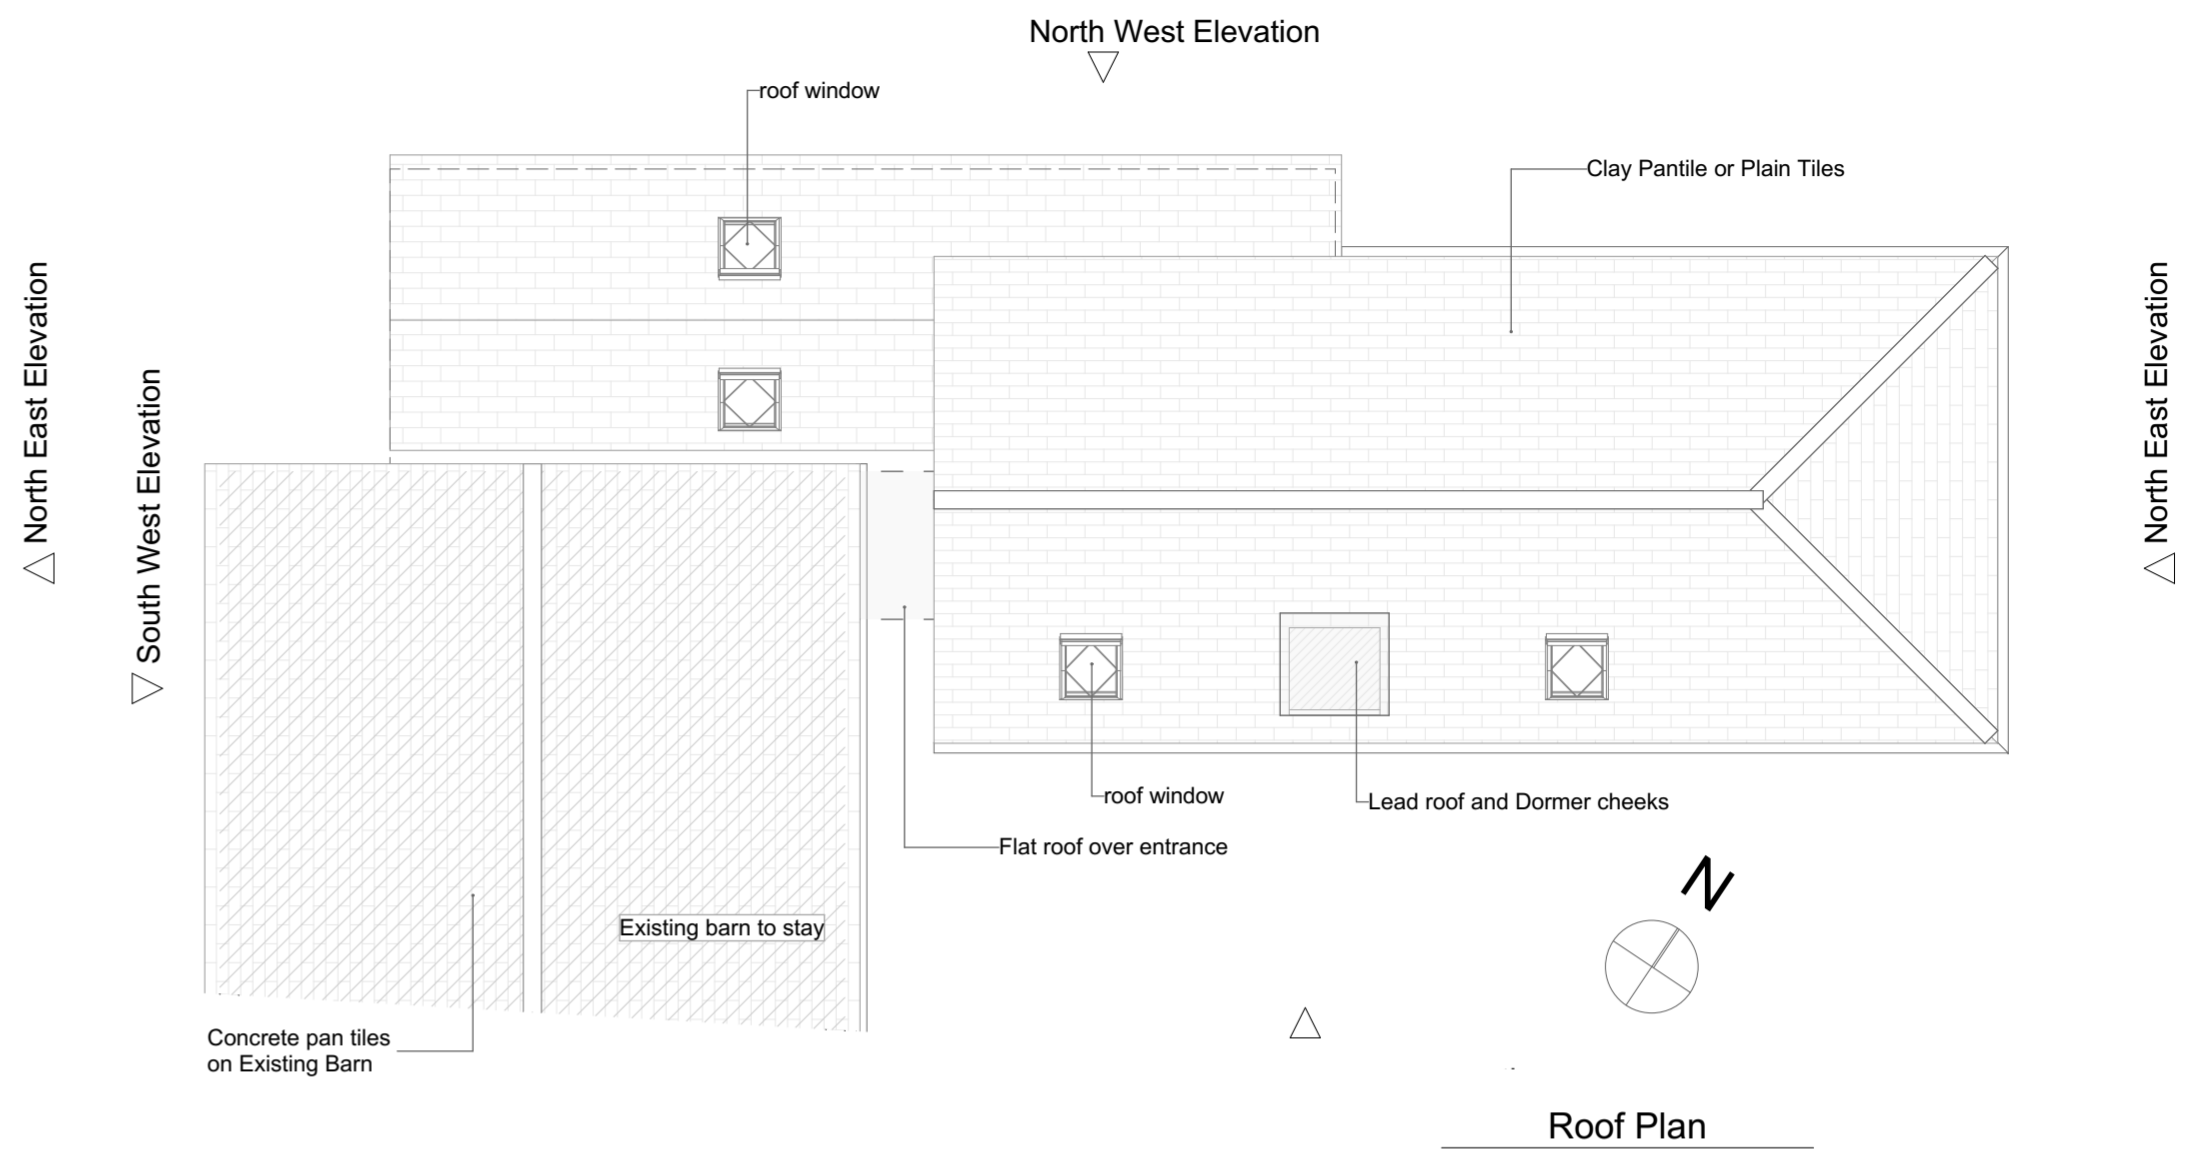 North West Elevation
roof window
Clay Pantile or Plain Tiles
North East Elevation
South West Elevation
North East Elevation
roof window
Lead roof and Dormer cheeks
Flat roof over entrance
N
Existing barn to stay
Concrete pan tiles
on Existing Barn
Roof Plan